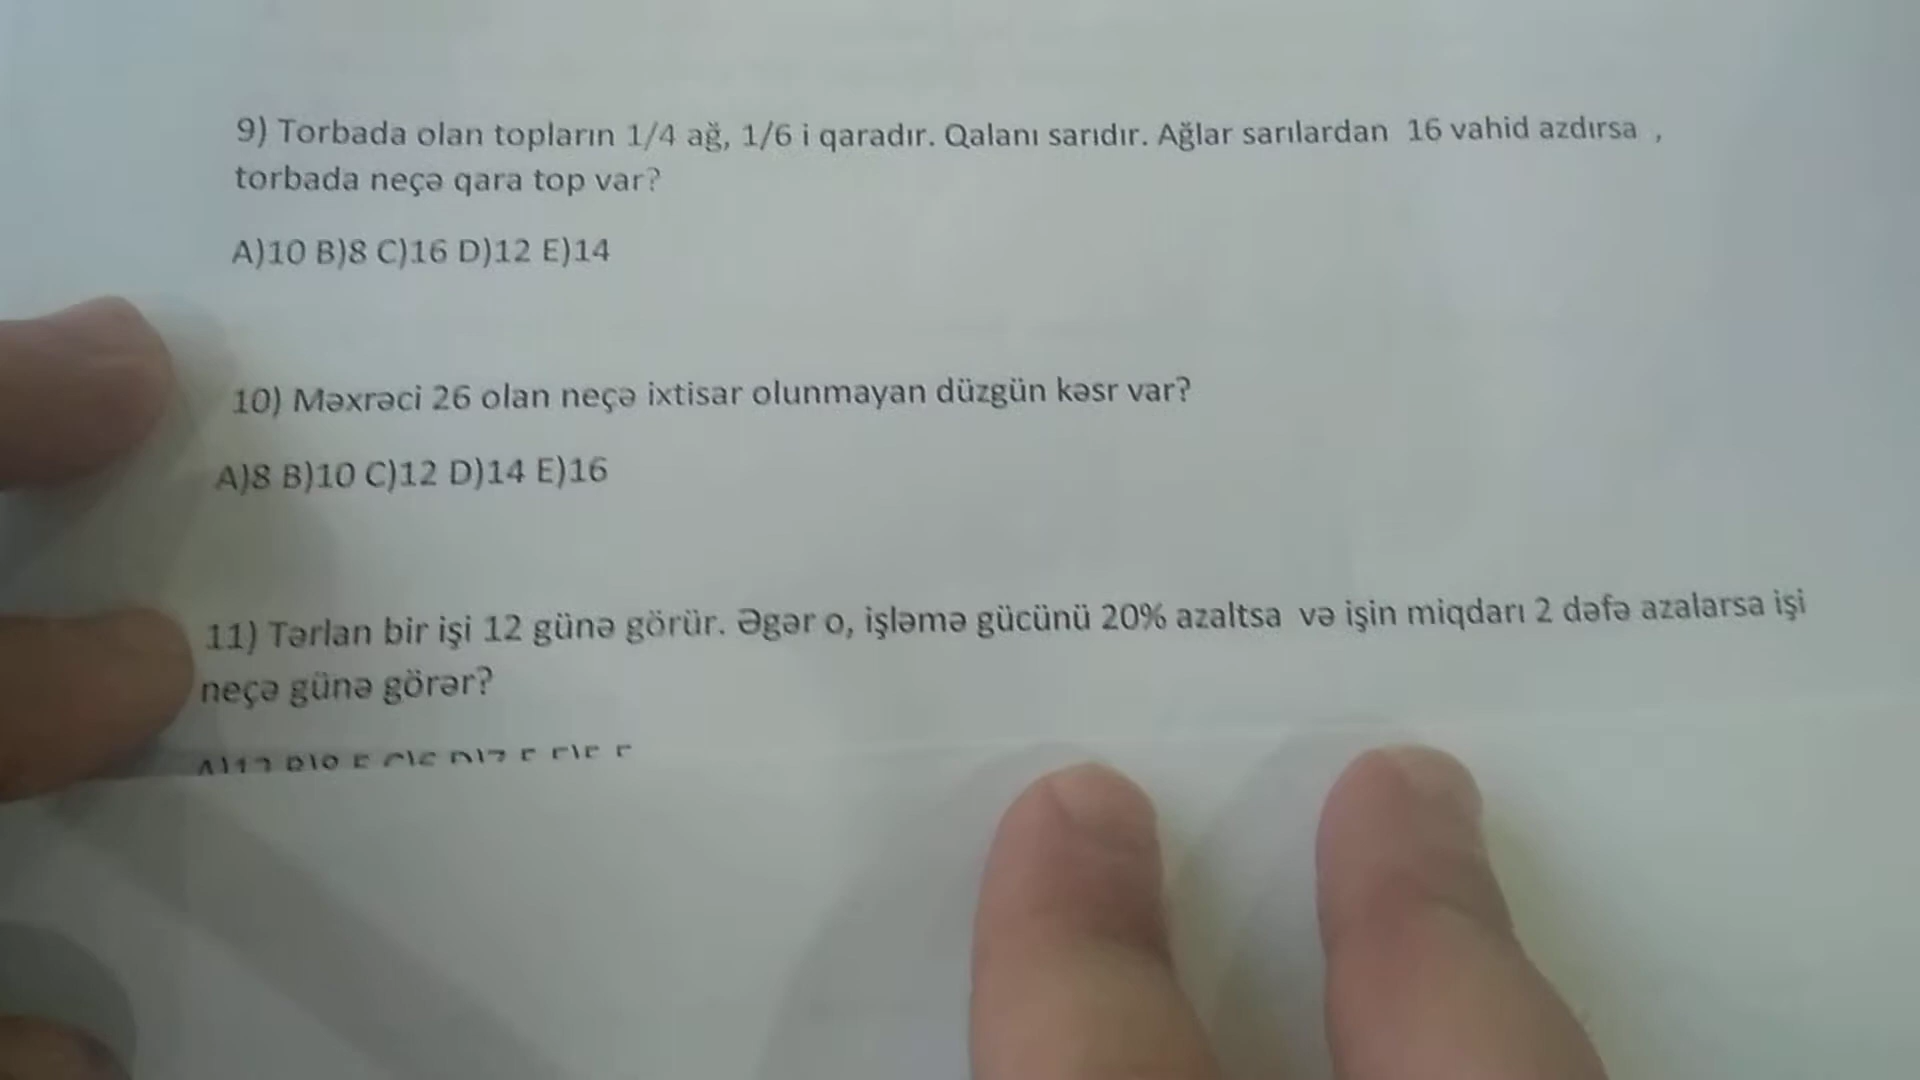 9) Torbada olan topların 1/4 ağ, 1/6 i qaradır. Qalanı sarıdır. Ağlar sarılardan 16 vahid azdırsa ,
torbada neçə qara top var?
A)10 B)8 C)16 D)12 E)14
10) Məxrəci 26 olan neçə ixtisar olunmayan düzgün kəsr var?
A)8 B)10 C)12 D)14 E)16
11) Tərlan bir işi 12 günə görür. Əgər o, işləmə gücünü 20% azaltsa və işin miqdarı 2 dəfə azalarsa işi
neçə günə görər?